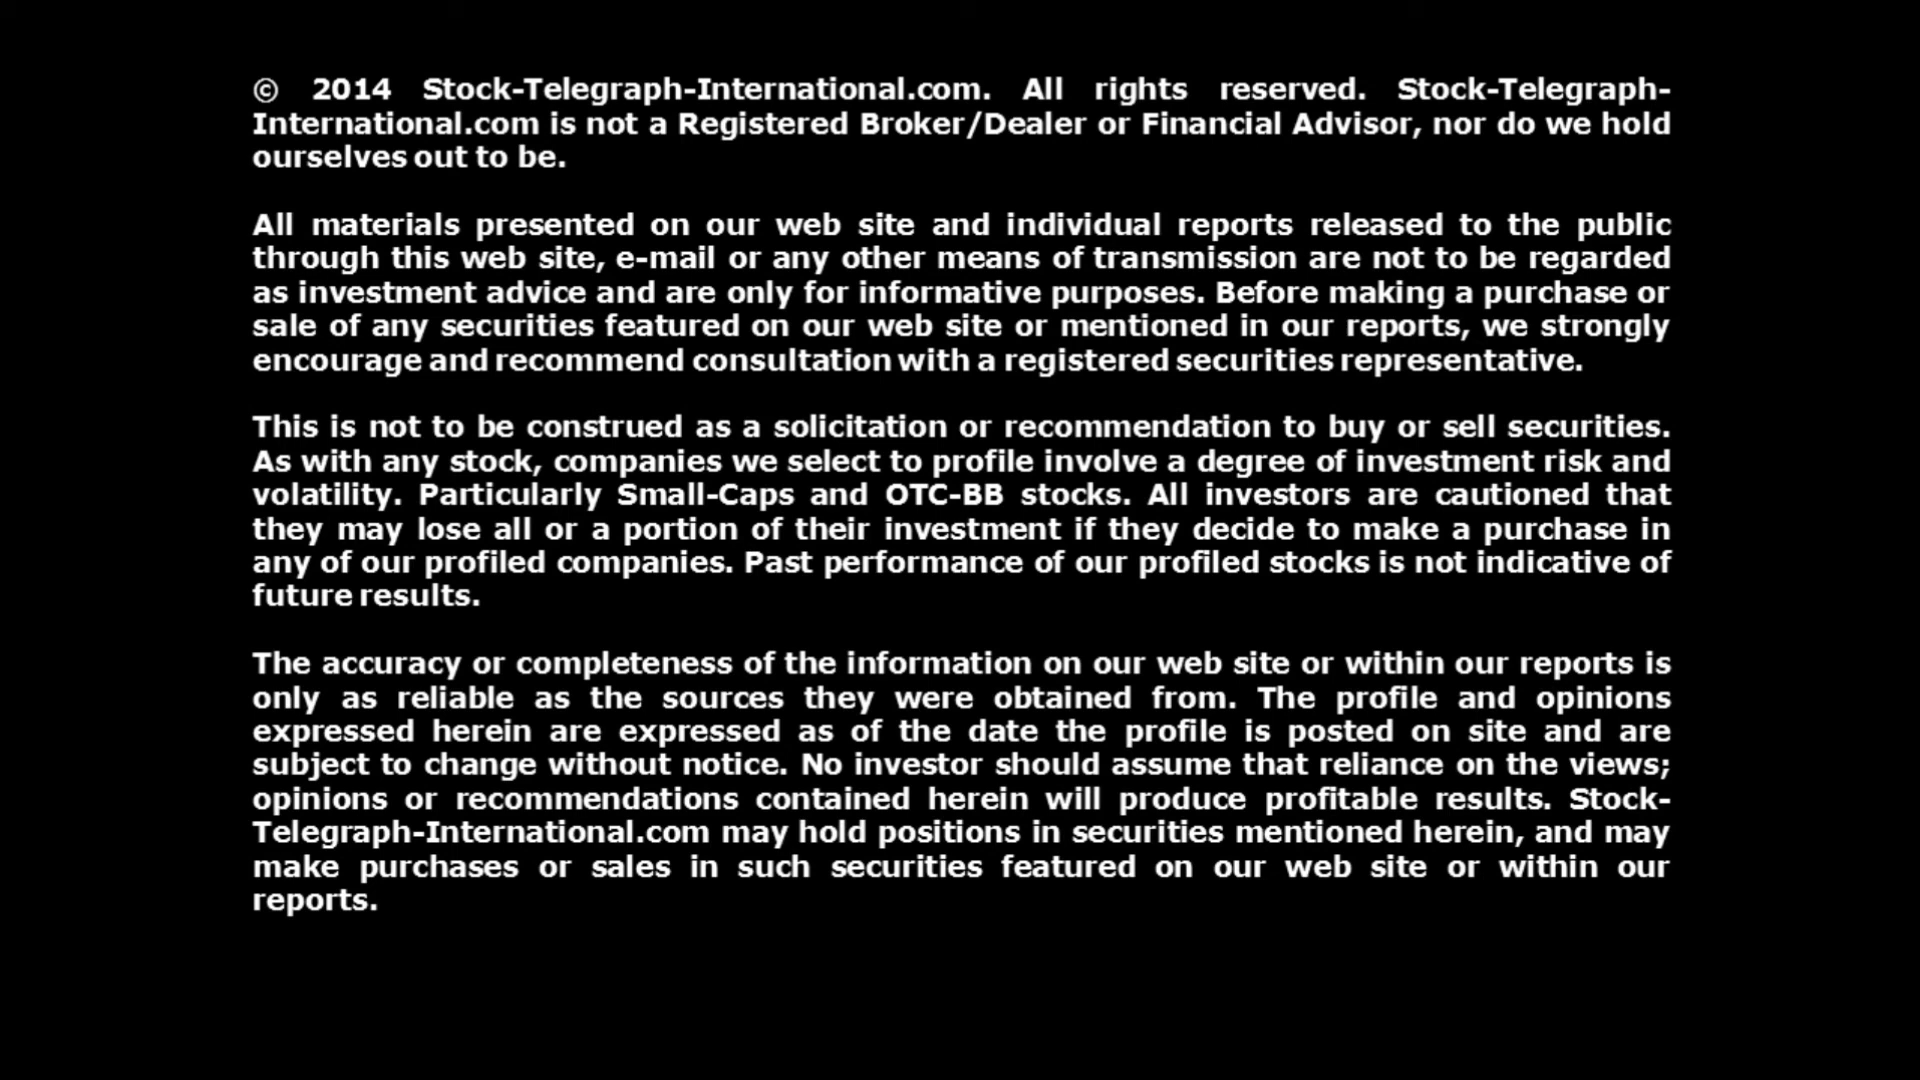 © 2014 Stock-Telegraph-International.com. All rights reserved. Stock-Telegraph-
International.com is not a Registered Broker/Dealer or Financial Advisor, nor do we hold
ourselves out to be.
All materials presented on our web site and individual reports released to the public
through this web site, e-mail or any other means of transmission are not to be regarded
as investment advice and are only for informative purposes. Before making a purchase or
sale of any securities featured on our web site or mentioned in our reports, we strongly
encourage and recommend consultation with a registered securities representative.
This is not to be construed as a solicitation or recommendation to buy or sell securities.
As with any stock, companies we select to profile involve a degree of investment risk and
volatility. Particularly Small-Caps and OTC-BB stocks. All investors are cautioned that
they may lose all or a portion of their investment if they decide to make a purchase in
any of our profiled companies. Past performance of our profiled stocks is not indicative of
future results.
The accuracy or completeness of the information on our web site or within our reports is
only as reliable as the sources they were obtained from. The profile and opinions
expressed herein are expressed as of the date the profile is posted on site and are
subject to change without notice. No investor should assume that reliance on the views;
opinions or recommendations contained herein will produce profitable results. Stock-
Telegraph-International.com may hold positions in securities mentioned herein, and may
make purchases or sales in such securities featured on our web site or within our
reports.